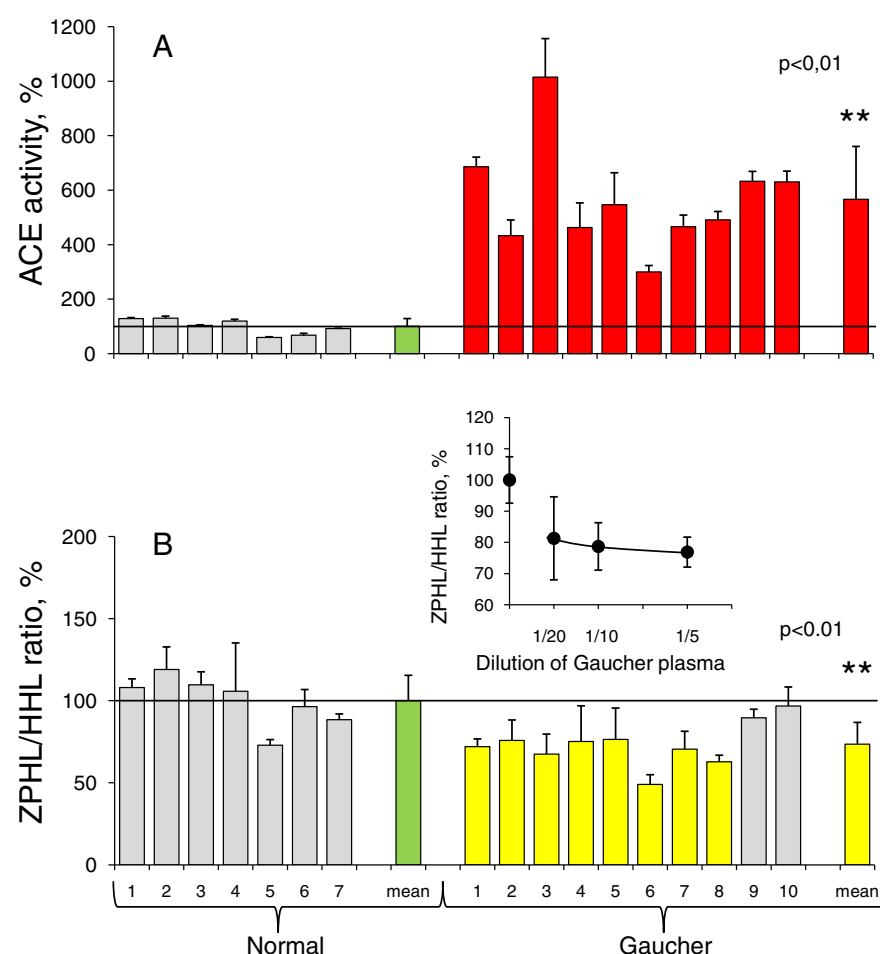 A
ACE activity, %
1200
1000
800
600
400
200
0
p<0,01
**
B
ZPHL/HHL ratio, %
200
150
100
50
0
ZPHL/HHL ratio, %
120
110
100
90
80
70
60
1/20 1/10 1/5
Dilution of Gaucher plasma
p<0.01
**
1 2 3 4 5 6 7 mean 1 2 3 4 5 6 7 8 9 10 mean
Normal Gaucher